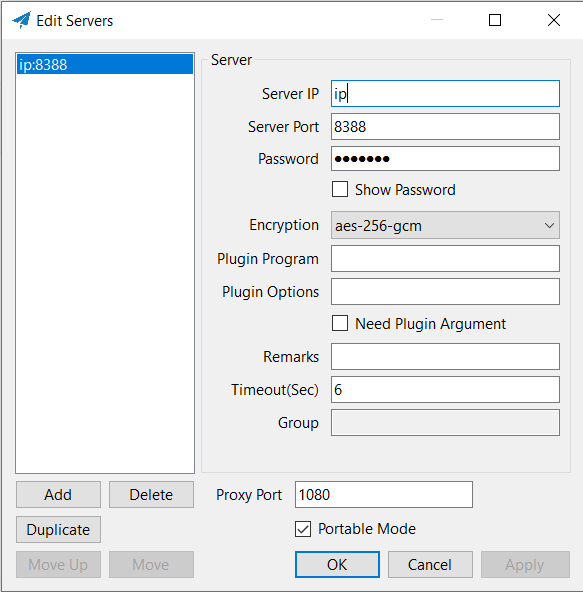 Edit Servers
ip:8388
Server
Server IP ip
Server Port 8388
Password ●●●●●●●
Show Password
Encryption aes-256-gcm
Plugin Program
Plugin Options
Need Plugin Argument
Remarks
Timeout(Sec) 6
Group
Add Delete Proxy Port 1080
Duplicate Portable Mode
Move Up Move OK Cancel Apply